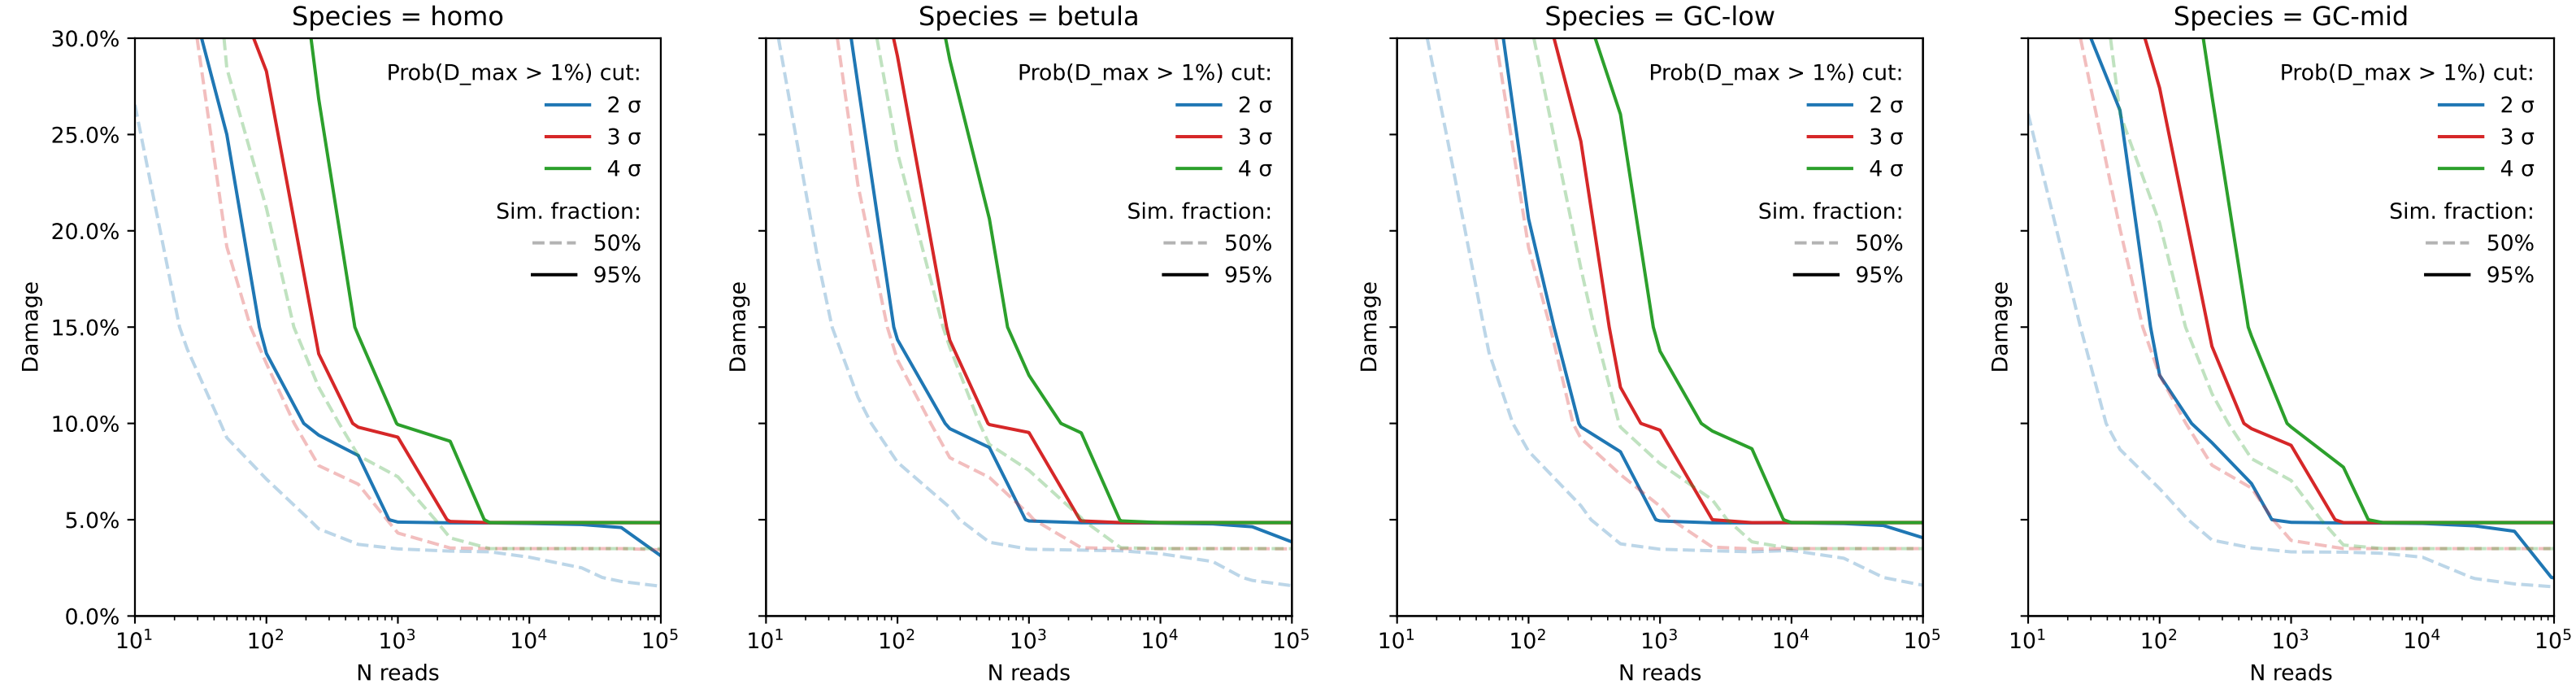 Species = homo
30.0%
25.0%
20.0%
15.0%
10.0%
5.0%
0.0%
Damage
Prob(D_max > 1%) cut:
2 σ
3 σ
4 σ
Sim. fraction:
50%
95%
10¹ 10² 10³ 10⁴ 10⁵
N reads
Species = betula
Damage
Prob(D_max > 1%) cut:
2 σ
3 σ
4 σ
Sim. fraction:
50%
95%
10¹ 10² 10³ 10⁴ 10⁵
N reads
Species = GC-low
Damage
Prob(D_max > 1%) cut:
2 σ
3 σ
4 σ
Sim. fraction:
50%
95%
10¹ 10² 10³ 10⁴ 10⁵
N reads
Species = GC-mid
Damage
Prob(D_max > 1%) cut:
2 σ
3 σ
4 σ
Sim. fraction:
50%
95%
10¹ 10² 10³ 10⁴ 10⁵
N reads